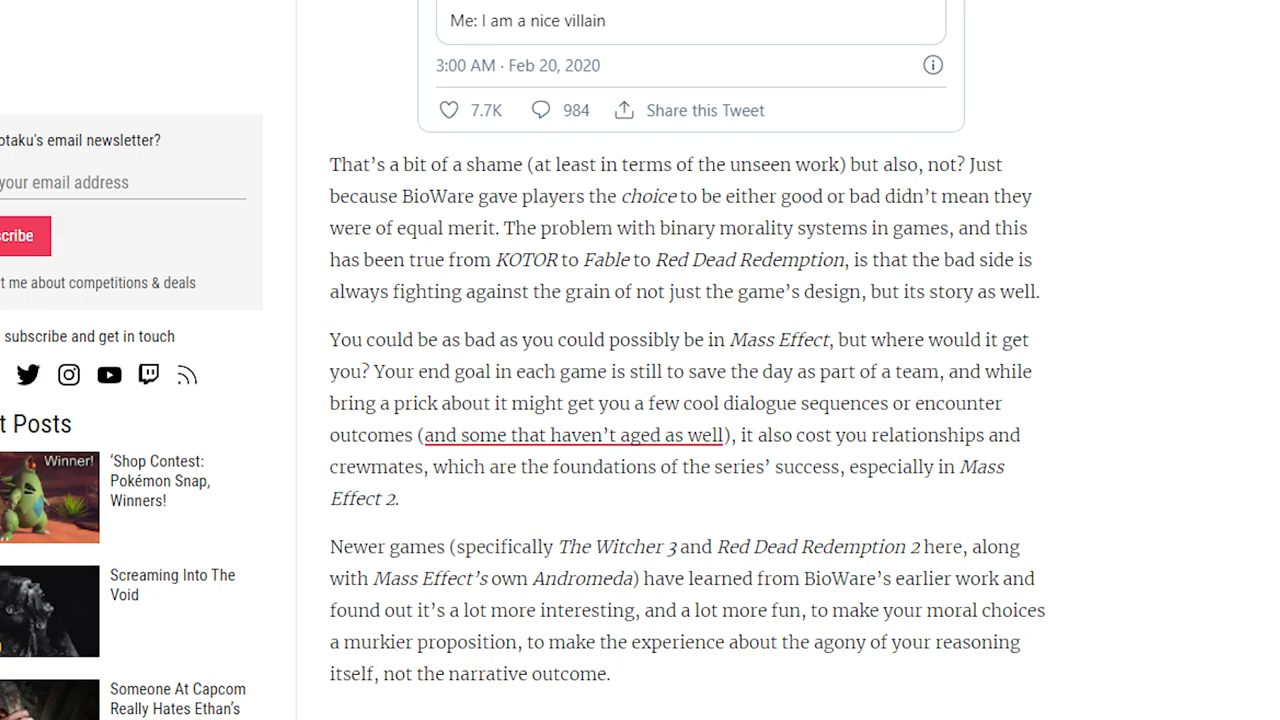 Me: I am a nice villain
3:00 AM · Feb 20, 2020
7.7K 984 Share this Tweet
otaku's email newsletter?
your email address
cribe
t me about competitions & deals
subscribe and get in touch
t Posts
Winner!
'Shop Contest:
Pokémon Snap,
Winners!
Screaming Into The
Void
Someone At Capcom
Really Hates Ethan's
That's a bit of a shame (at least in terms of the unseen work) but also, not? Just
because BioWare gave players the choice to be either good or bad didn't mean they
were of equal merit. The problem with binary morality systems in games, and this
has been true from KOTOR to Fable to Red Dead Redemption, is that the bad side is
always fighting against the grain of not just the game's design, but its story as well.
You could be as bad as you could possibly be in Mass Effect, but where would it get
you? Your end goal in each game is still to save the day as part of a team, and while
bring a prick about it might get you a few cool dialogue sequences or encounter
outcomes (and some that haven't aged as well), it also cost you relationships and
crewmates, which are the foundations of the series' success, especially in Mass
Effect 2.
Newer games (specifically The Witcher 3 and Red Dead Redemption 2 here, along
with Mass Effect's own Andromeda) have learned from BioWare's earlier work and
found out it's a lot more interesting, and a lot more fun, to make your moral choices
a murkier proposition, to make the experience about the agony of your reasoning
itself, not the narrative outcome.